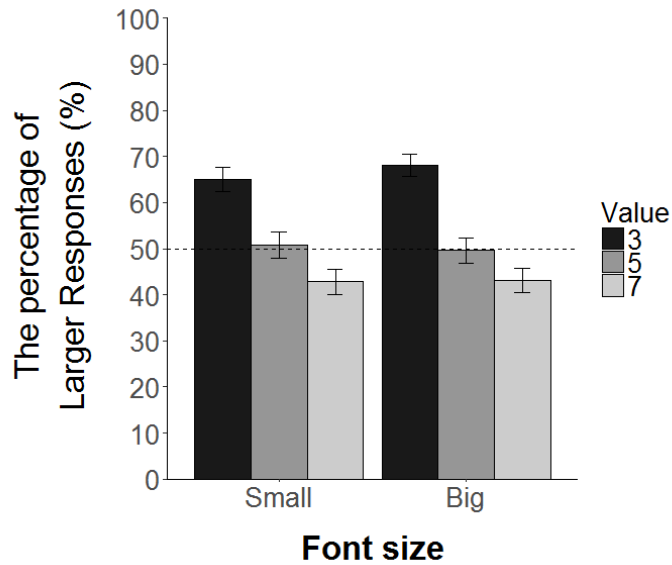 The percentage of
Larger Responses (%)
100
90
80
70
60
50
40
30
20
10
0
Small
Big
Font size
Value
3
5
7